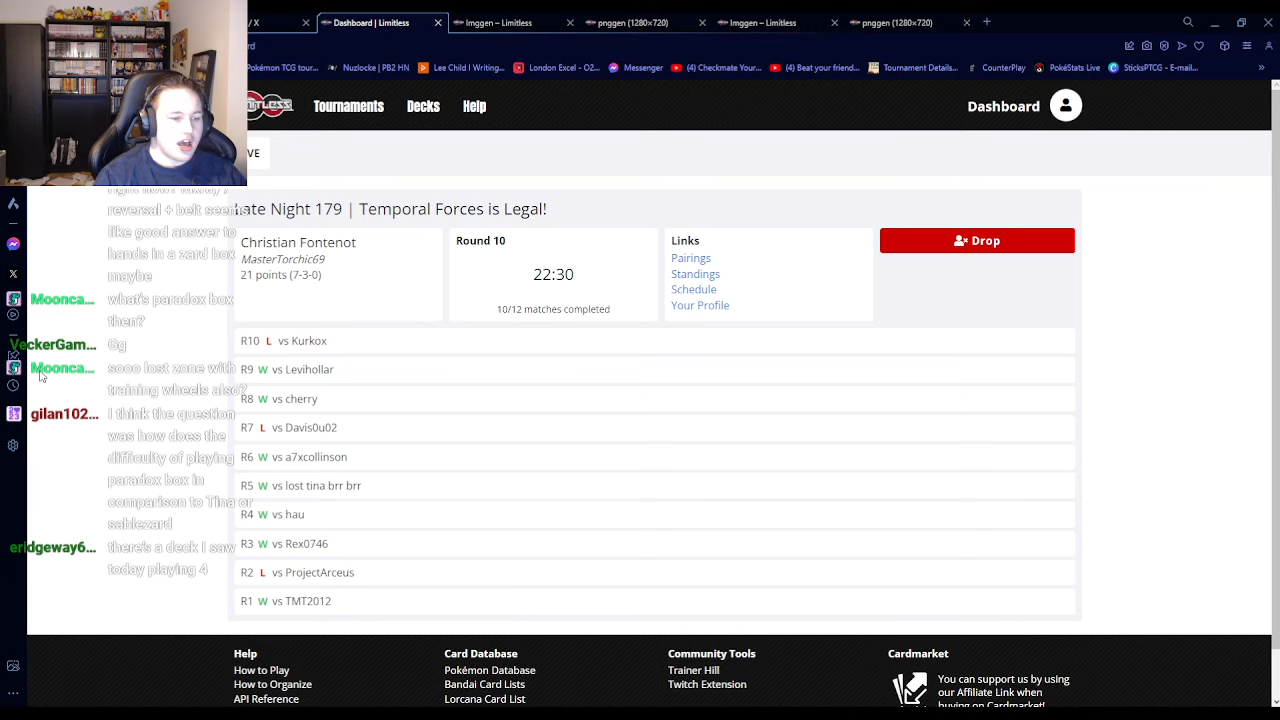 / X
Dashboard | Limitless
Imggen – Limitless
pnggen (1280×720)
Imggen – Limitless
pnggen (1280×720)
Pokémon TCG tour...
Nuzlocke | PB2 HN
Lee Child I Writing...
London Excel - O2...
Messenger
(4) Checkmate Your...
(4) Beat your friend...
Tournament Details...
CounterPlay
PokéStats Live
SticksPTCG - E-mail...
Tournaments
Decks
Help
Dashboard
VE
ate Night 179 | Temporal Forces is Legal!
Christian Fontenot
MasterTorchic69
21 points (7-3-0)
Round 10
22:30
10/12 matches completed
Links
Pairings
Standings
Schedule
Your Profile
Drop
R10 L vs Kurkox
R9 W vs Levihollar
R8 W vs cherry
R7 L vs Davis0u02
R6 W vs a7xcollinson
R5 W vs lost tina brr brr
R4 W vs hau
R3 W vs Rex0746
R2 L vs ProjectArceus
R1 W vs TMT2012
reversal + belt seems
like good answer to
hands in a zard box
maybe
Moonca... what's paradox box
then?
VeckerGam... Gg
Moonca... sooo lost zone with
training wheels also?
gilan102... I think the question
was how does the
difficulty of playing
paradox box in
comparison to Tina or
sablezard
eridgeway6... there's a deck I saw
today playing 4
Help
How to Play
How to Organize
API Reference
Card Database
Pokémon Database
Bandai Card Lists
Lorcana Card List
Community Tools
Trainer Hill
Twitch Extension
Cardmarket
You can support us by using
our Affiliate Link when
buying on Cardmarket!